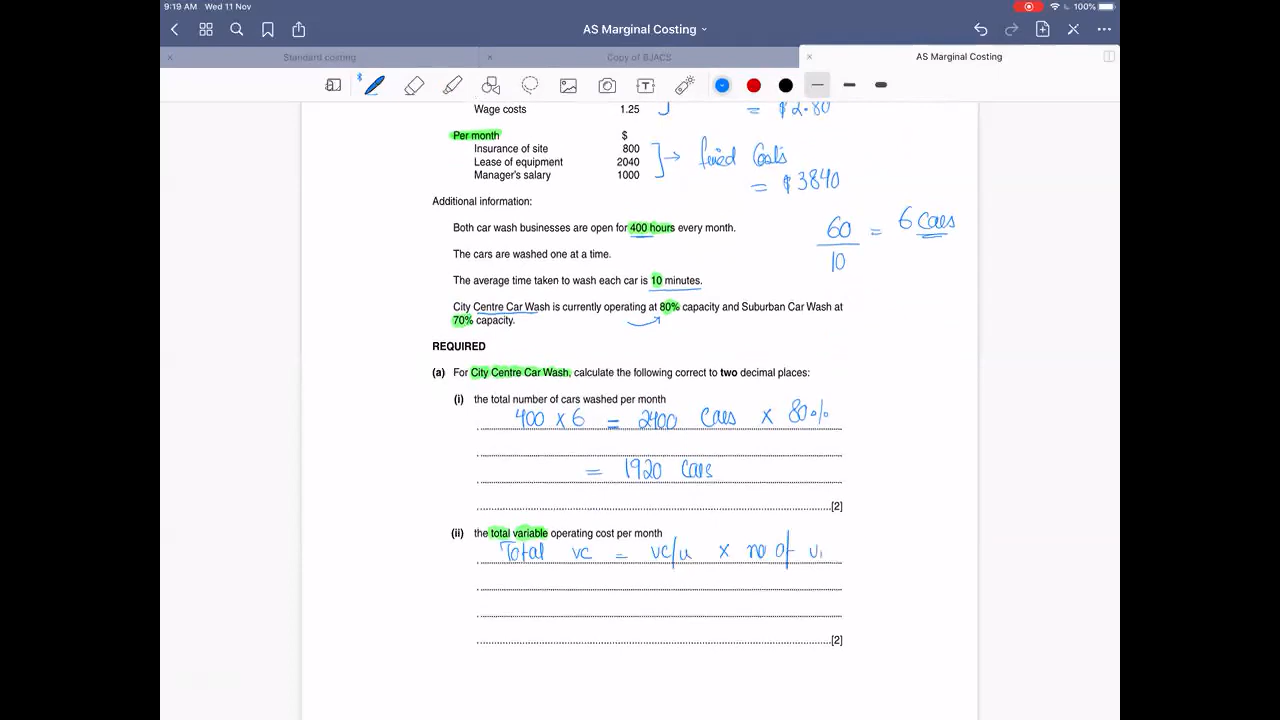 9:19 AM Wed 11 Nov
100%
AS Marginal Costing
Standard costing
Copy of BJACS
AS Marginal Costing
Wage costs 1.25
= $2.80
Per month $
Insurance of site 800
Lease of equipment 2040
Manager's salary 1000
fixed Costs
= $3840
Additional information:
Both car wash businesses are open for 400 hours every month.
60 / 10 = 6 cars
The cars are washed one at a time.
The average time taken to wash each car is 10 minutes.
City Centre Car Wash is currently operating at 80% capacity and Suburban Car Wash at
70% capacity.
REQUIRED
(a) For City Centre Car Wash, calculate the following correct to two decimal places:
(i) the total number of cars washed per month
400 x 6 = 2400 Cars x 80%
= 1920 Cars
[2]
(ii) the total variable operating cost per month
Total vc = vc/u x no of
[2]